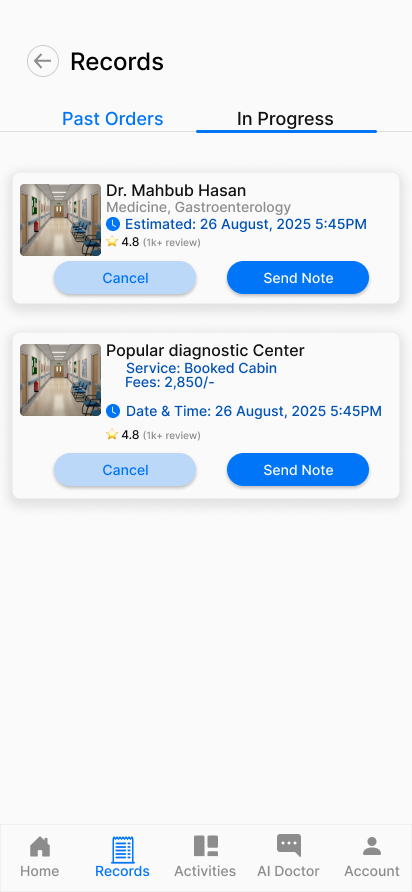 Records
Past Orders
In Progress
Dr. Mahbub Hasan
Medicine, Gastroenterology
Estimated: 26 August, 2025 5:45PM
4.8 (1k+ review)
Cancel
Send Note
Popular diagnostic Center
Service: Booked Cabin
Fees: 2,850/-
Date & Time: 26 August, 2025 5:45PM
4.8 (1k+ review)
Cancel
Send Note
Home
Records
Activities
AI Doctor
Account